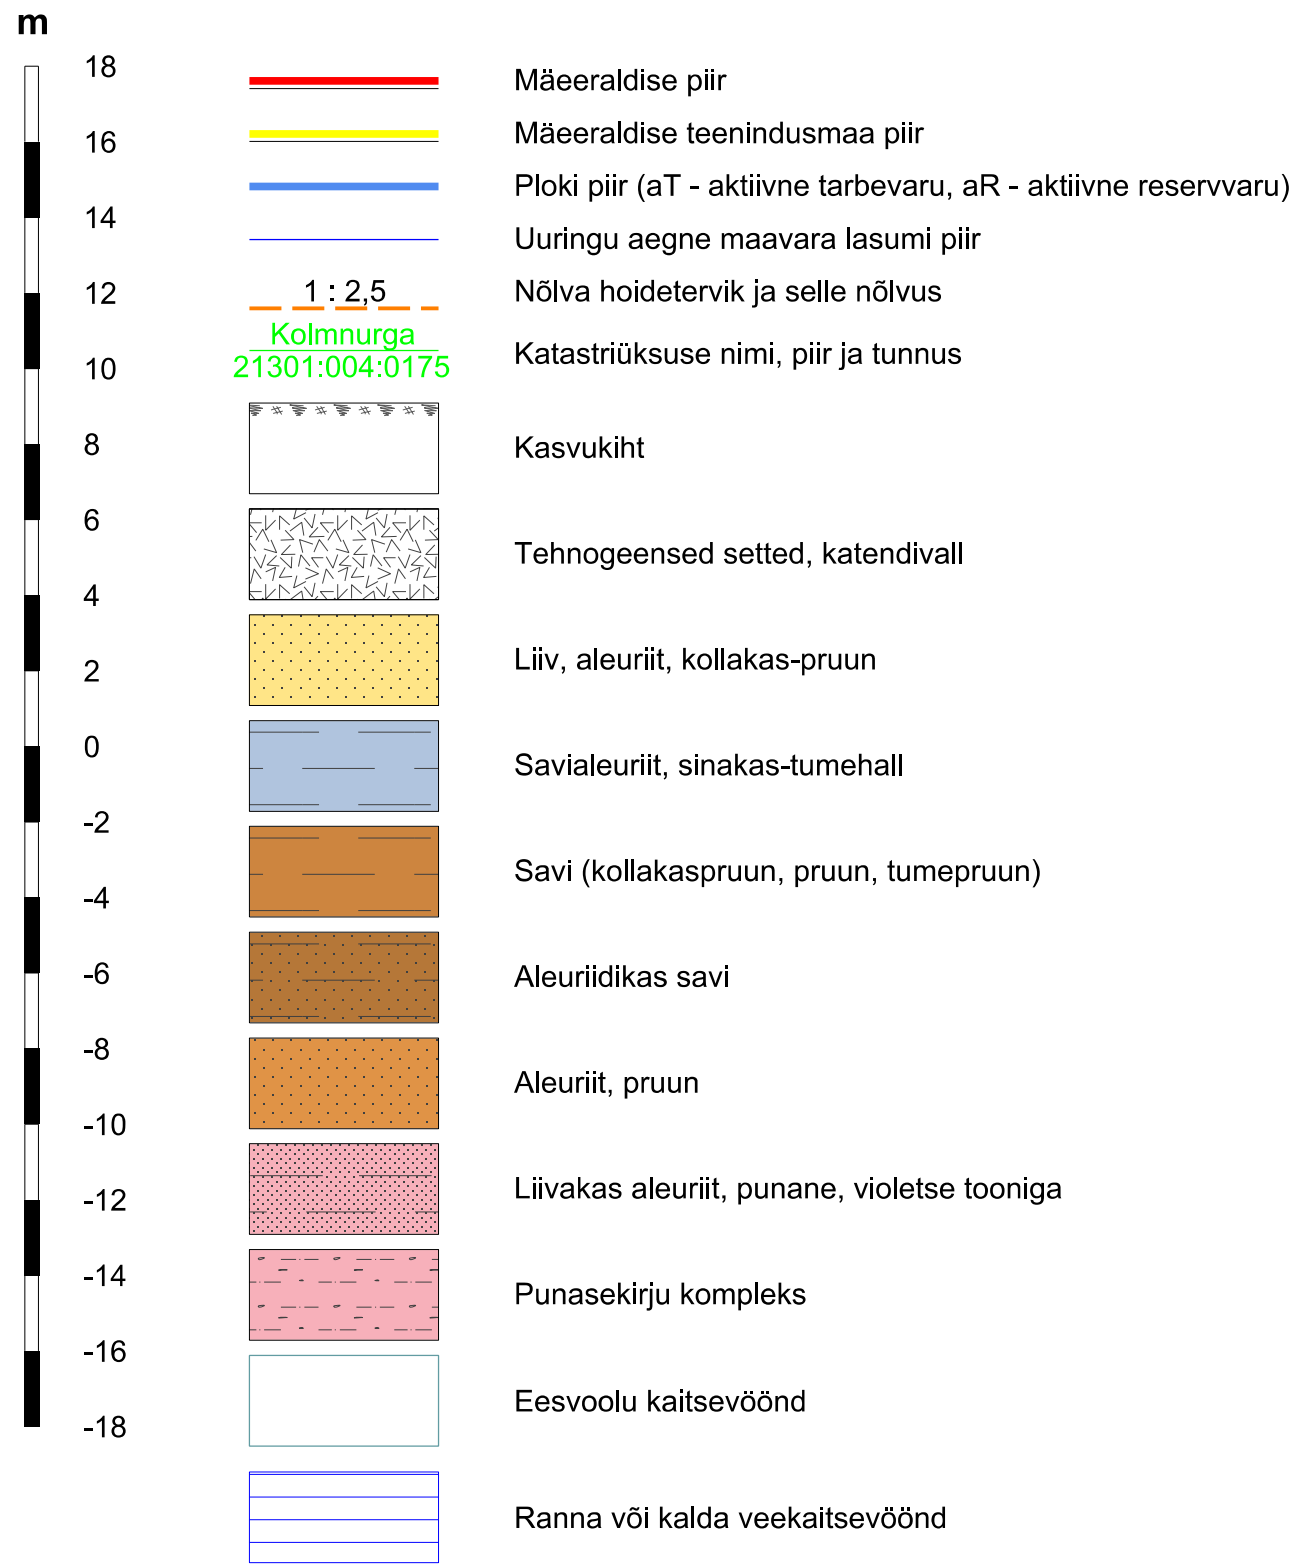 m
18
Mäeeraldise piir
16
Mäeeraldise teenindusmaa piir
Ploki piir (aT - aktiivne tarbevaru, aR - aktiivne reservvaru)
14
Uuringu aegne maavara lasumi piir
12
1 : 2,5
Nõlva hoidetervik ja selle nõlvus
Kolmnurga
21301:004:0175
Katastriüksuse nimi, piir ja tunnus
10
8
Kasvukiht
6
Tehnogeensed setted, katendivall
4
Liiv, aleuriit, kollakas-pruun
2
0
Savialeuriit, sinakas-tumehall
-2
Savi (kollakaspruun, pruun, tumepruun)
-4
-6
Aleuriidikas savi
-8
Aleuriit, pruun
-10
Liivakas aleuriit, punane, violetse tooniga
-12
-14
Punasekirju kompleks
-16
Eesvoolu kaitsevöönd
-18
Ranna või kalda veekaitsevöönd